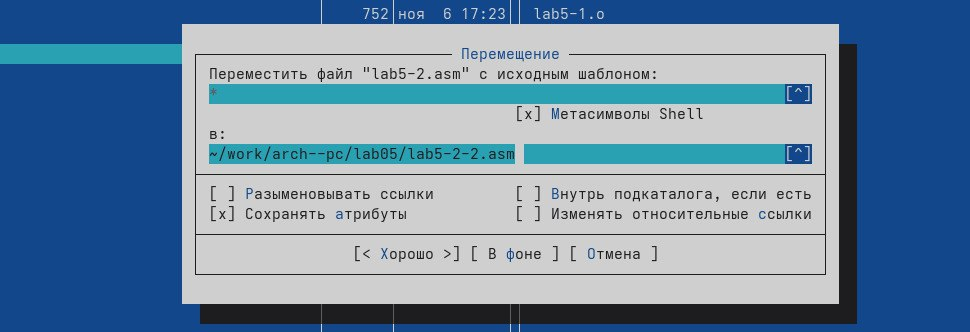 752 ноя  6 17:23 lab5-1.o
Перемещение
Переместить файл "lab5-2.asm" с исходным шаблоном:
* [^]
[x] Метасимволы Shell
в:
~/work/arch--pc/lab05/lab5-2-2.asm [^]
[ ] Разыменовывать ссылки [ ] Внутрь подкаталога, если есть
[x] Сохранять атрибуты [ ] Изменять относительные ссылки
[< Хорошо >] [ В фоне ] [ Отмена ]